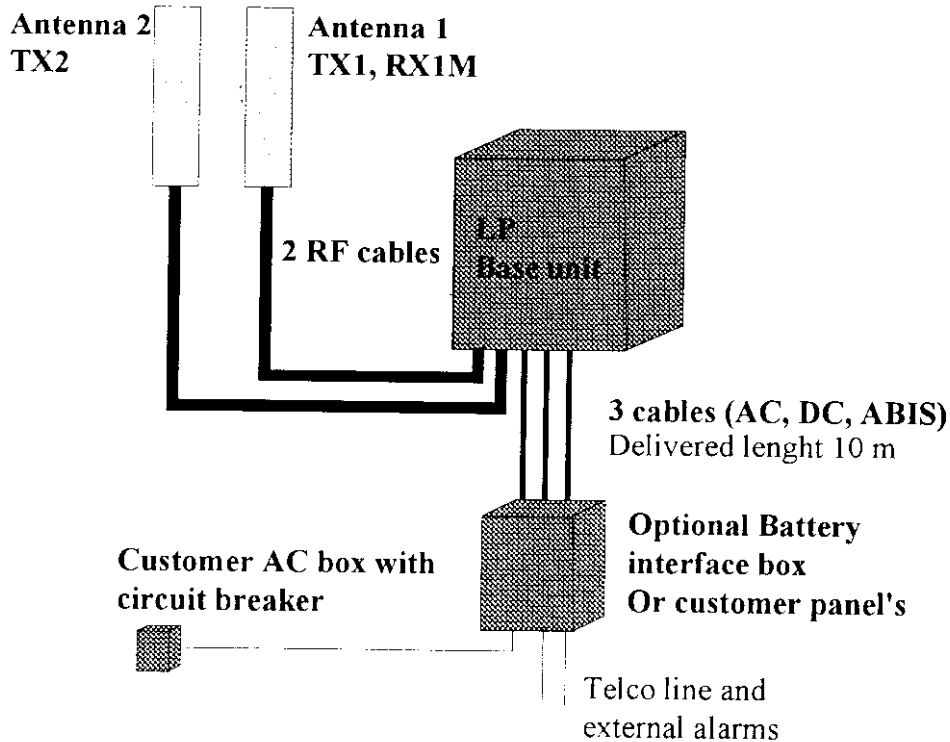 Antenna 2
TX2
Antenna 1
TX1, RX1M
2 RF cables
LP
Base unit
3 cables (AC, DC, ABIS)
Delivered lenght 10 m
Optional Battery
interface box
Or customer panel's
Customer AC box with
circuit breaker
Telco line and
external alarms